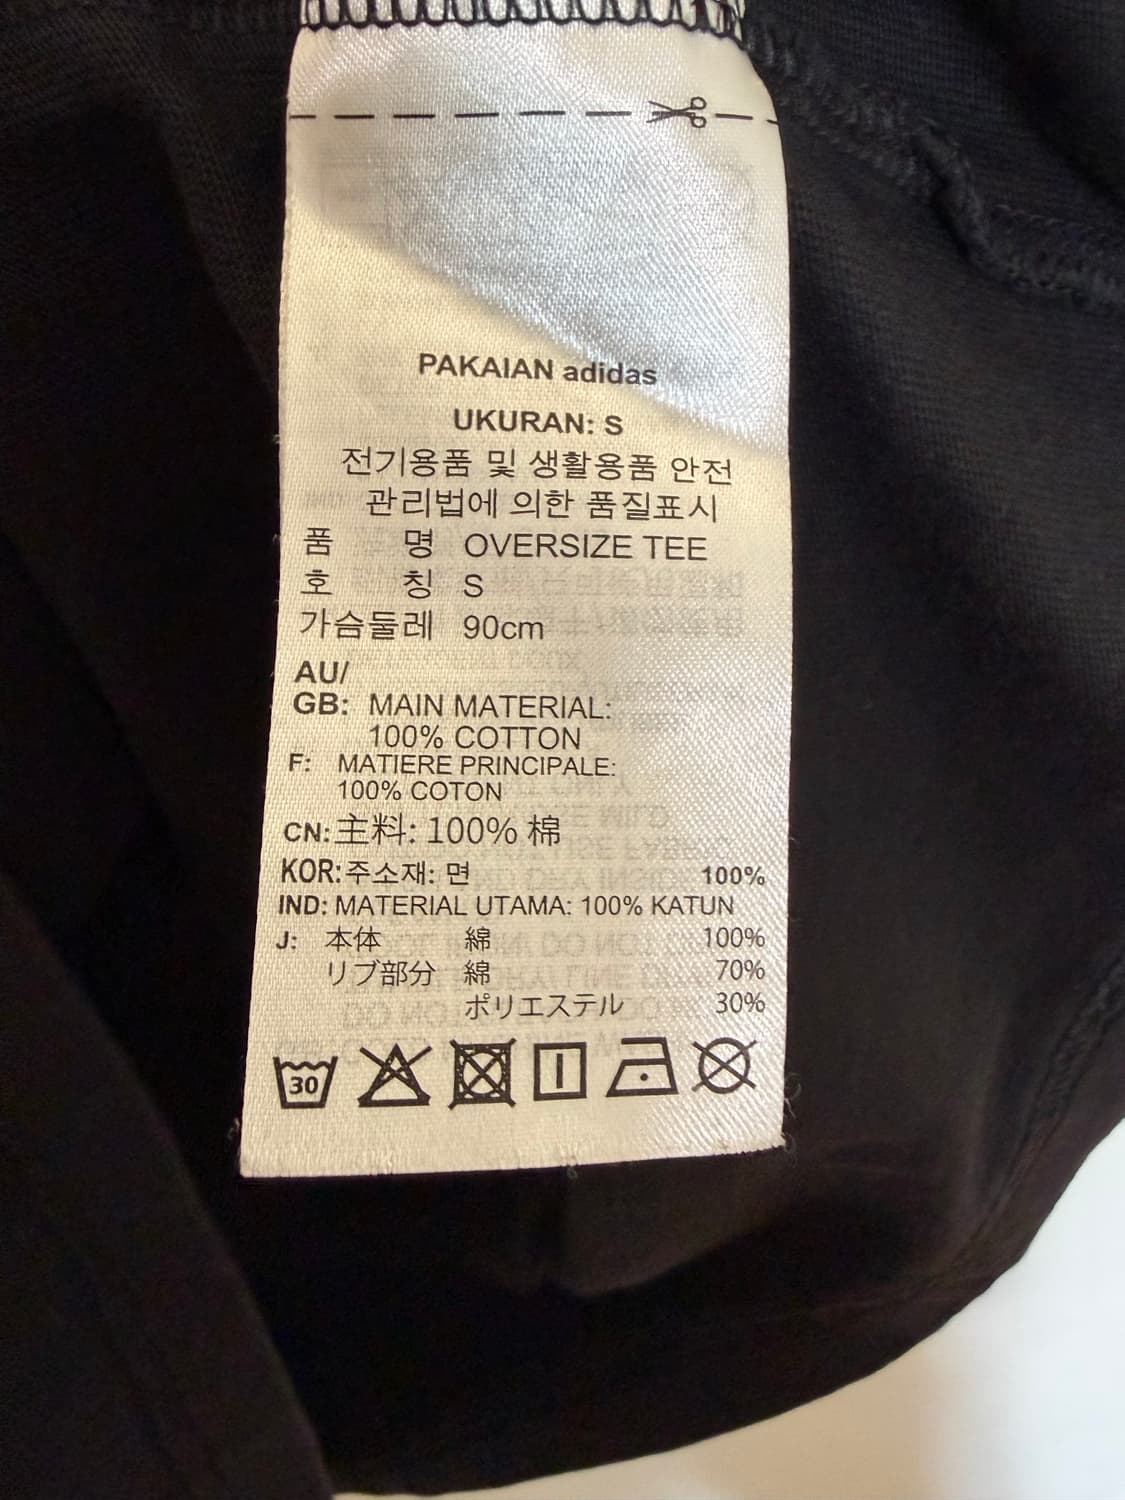 PAKAIAN adidas
UKURAN: S
전기용품 및 생활용품 안전
관리법에 의한 품질표시
품 명 OVERSIZE TEE
호 칭 S
가슴둘레 90cm
AU/
GB: MAIN MATERIAL:
100% COTTON
F: MATIERE PRINCIPALE:
100% COTON
CN: 主料: 100% 棉
KOR: 주소재: 면 100%
IND: MATERIAL UTAMA: 100% KATUN
J: 本体 綿 100%
リブ部分 綿 70%
ポリエステル 30%
30